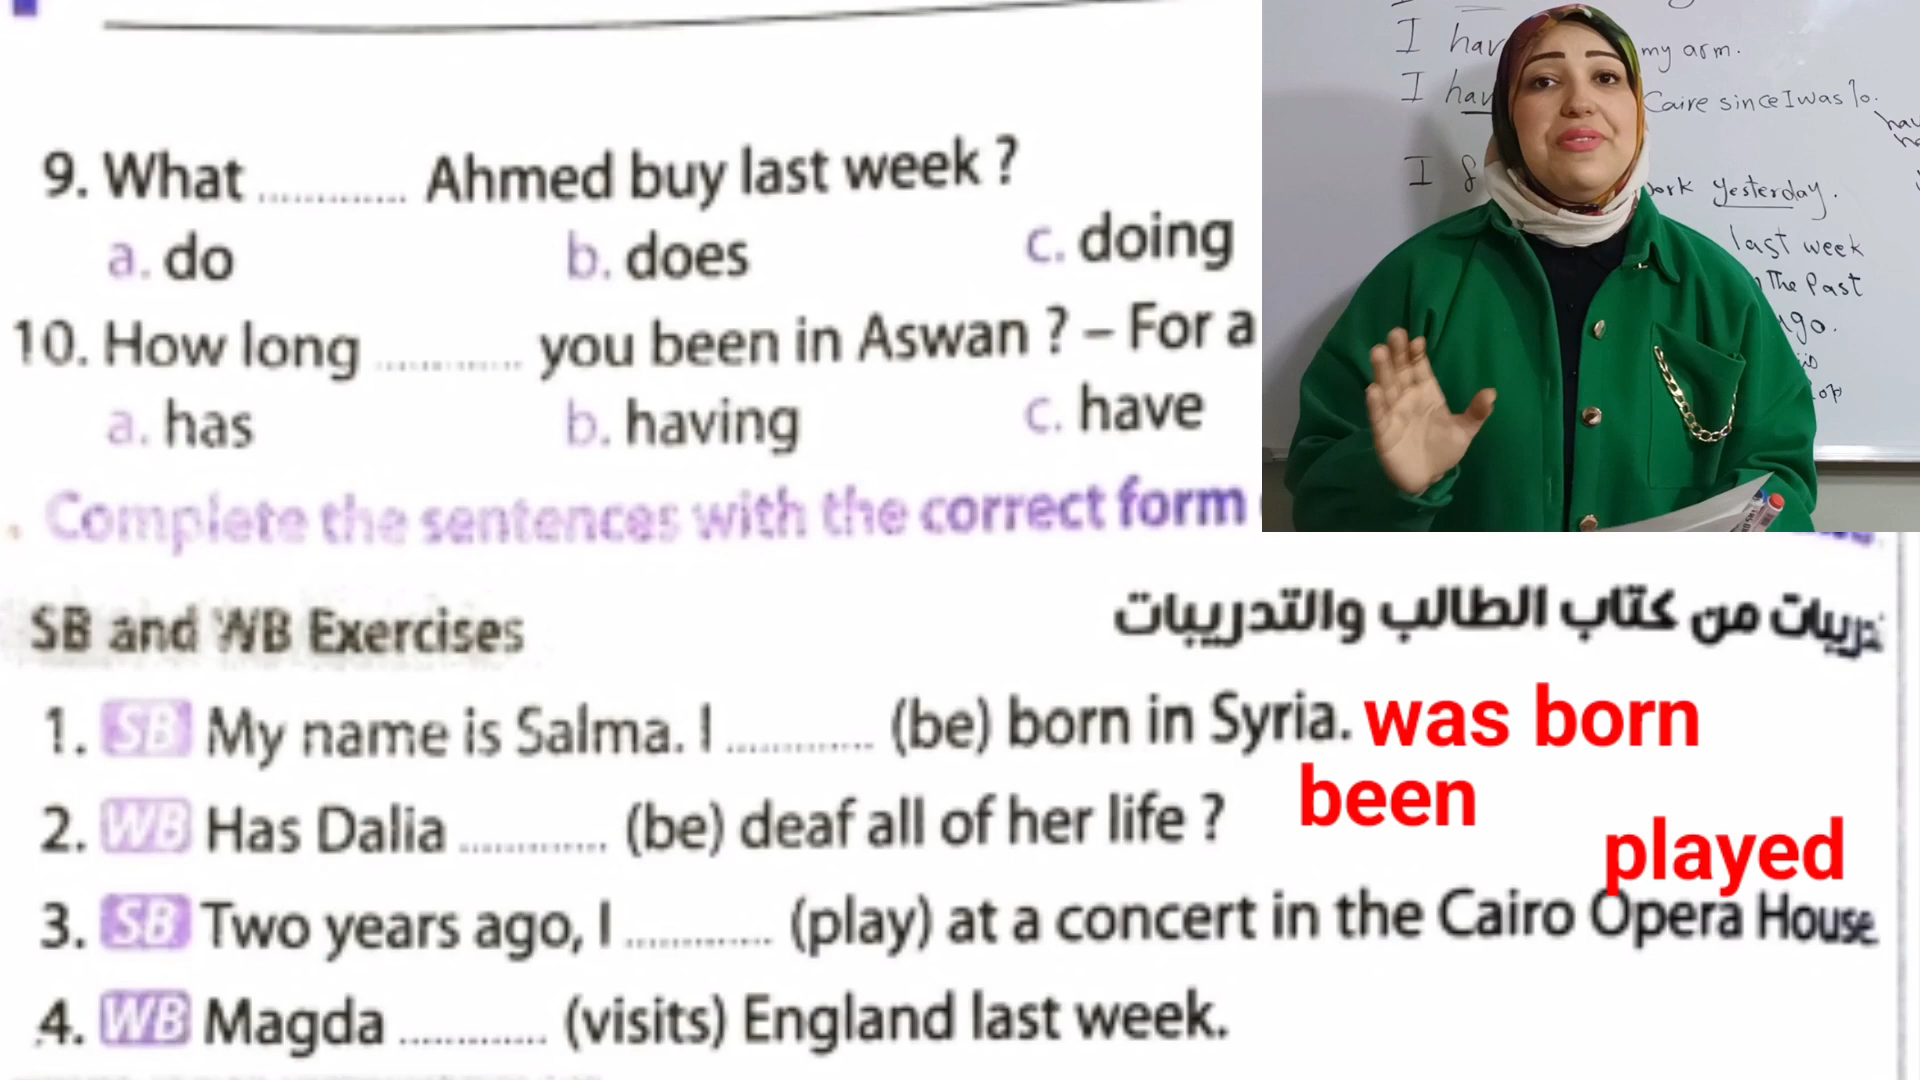 9. What ............ Ahmed buy last week ?
a. do b. does c. doing
10. How long ............ you been in Aswan ? – For a
a. has b. having c. have
Complete the sentences with the correct form
SB and WB Exercises
تدريبات من كتاب الطالب والتدريبات
1. SB My name is Salma. I ............ (be) born in Syria. was born
2. WB Has Dalia ............ (be) deaf all of her life ? been
played
3. SB Two years ago, I ............ (play) at a concert in the Cairo Opera House
4. WB Magda ............ (visits) England last week.
I hav my arm.
I hav Caire since I was 10.
I yesterday.
last week
The Past
ago.